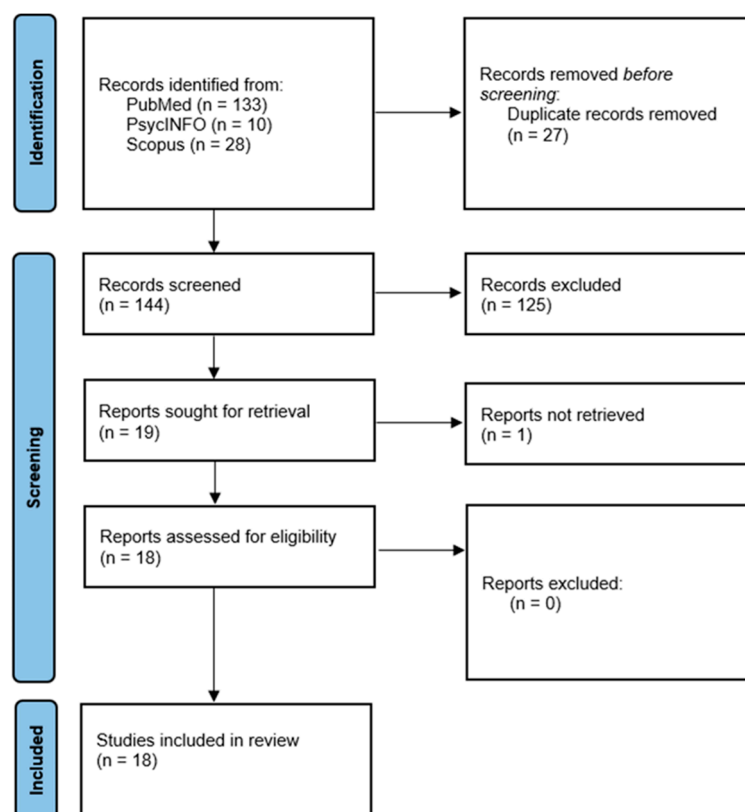 Identification
Records identified from:
PubMed (n = 133)
PsycINFO (n = 10)
Scopus (n = 28)
Records removed before
screening:
Duplicate records removed
(n = 27)
Screening
Records screened
(n = 144)
Records excluded
(n = 125)
Reports sought for retrieval
(n = 19)
Reports not retrieved
(n = 1)
Reports assessed for eligibility
(n = 18)
Reports excluded:
(n = 0)
Included
Studies included in review
(n = 18)